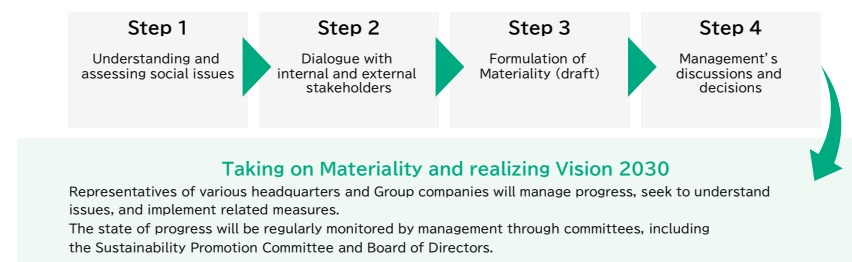 Step 1
Understanding and
assessing social issues
Step 2
Dialogue with
internal and external
stakeholders
Step 3
Formulation of
Materiality (draft)
Step 4
Management's
discussions and
decisions
Taking on Materiality and realizing Vision 2030
Representatives of various headquarters and Group companies will manage progress, seek to understand
issues, and implement related measures.
The state of progress will be regularly monitored by management through committees, including
the Sustainability Promotion Committee and Board of Directors.